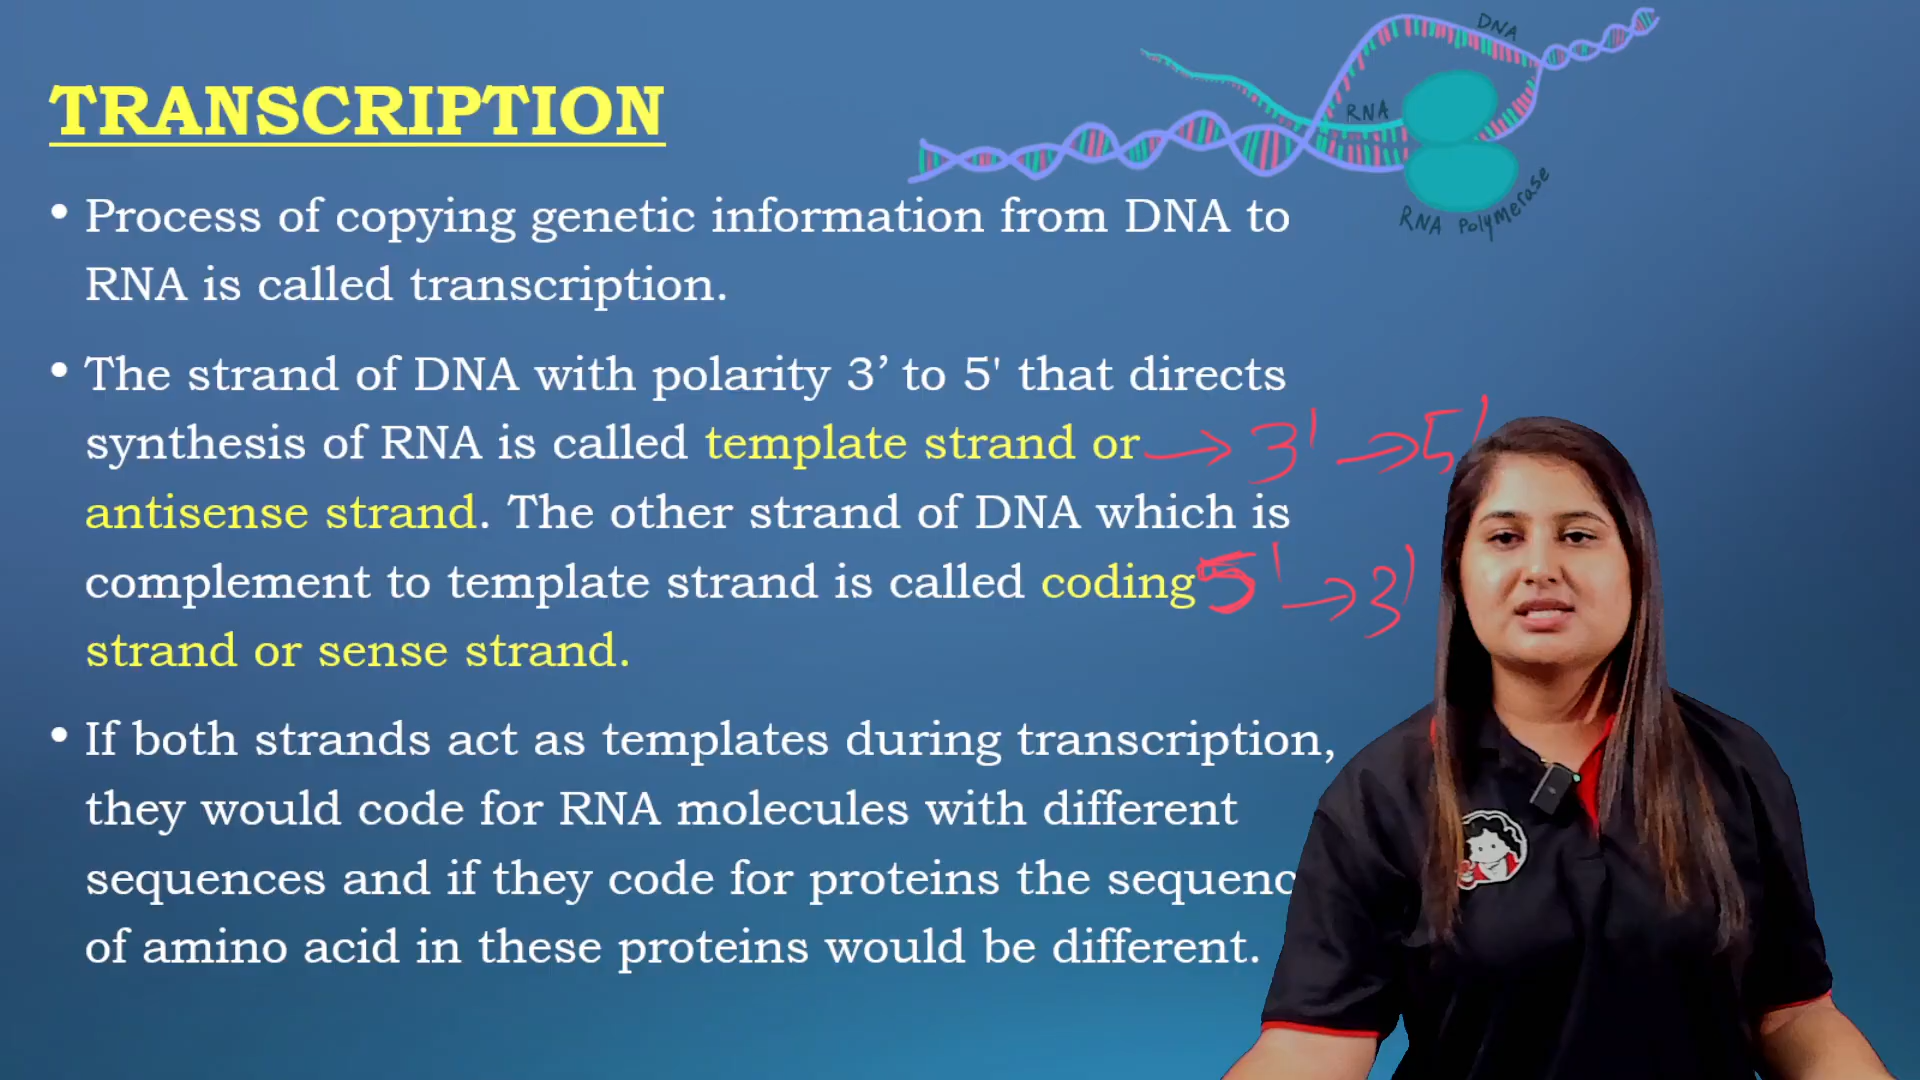 DNA
RNA
RNA Polymerase
TRANSCRIPTION
• Process of copying genetic information from DNA to
RNA is called transcription.
• The strand of DNA with polarity 3’ to 5' that directs
synthesis of RNA is called template strand or → 3' → 5'
antisense strand. The other strand of DNA which is
complement to template strand is called coding 5' → 3'
strand or sense strand.
• If both strands act as templates during transcription,
they would code for RNA molecules with different
sequences and if they code for proteins the sequenc
of amino acid in these proteins would be different.